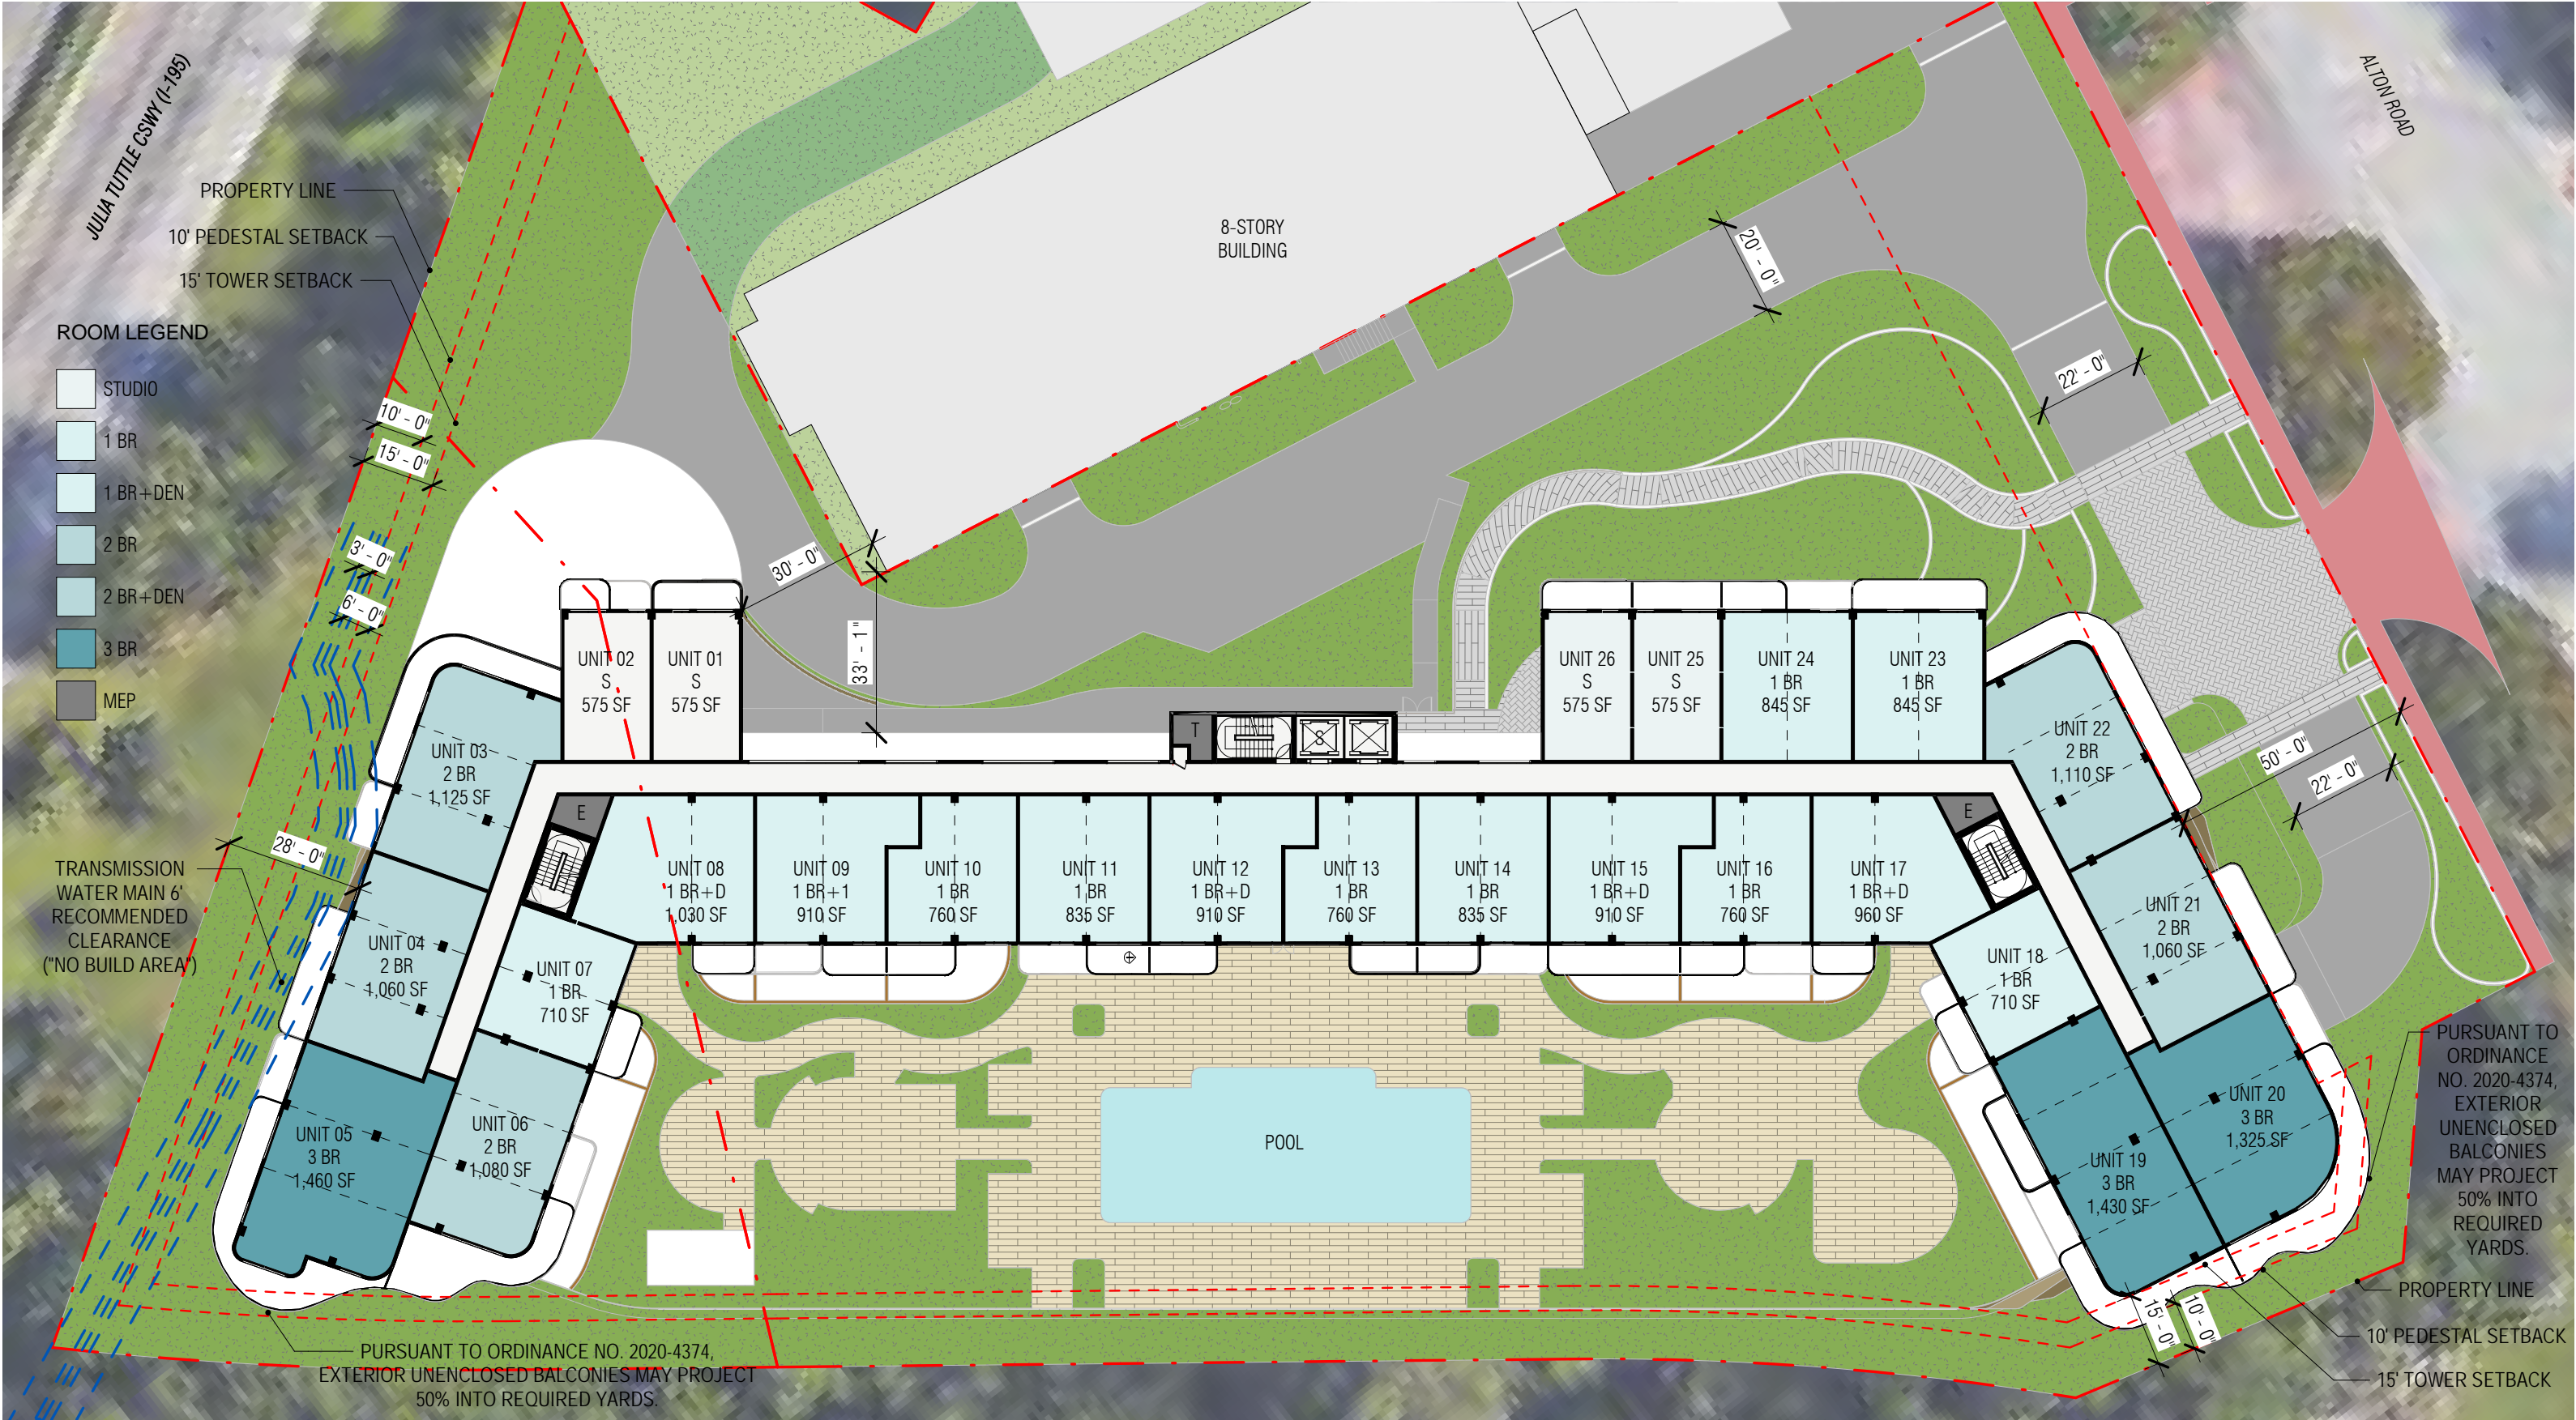 JULIA TUTTLE CSWY (I-195)
PROPERTY LINE
10' PEDESTAL SETBACK
15' TOWER SETBACK
ROOM LEGEND
STUDIO
1 BR
1 BR+DEN
2 BR
2 BR+DEN
3 BR
MEP
10' - 0"
15' - 0"
3' - 0"
6' - 0"
28' - 0"
TRANSMISSION
WATER MAIN 6'
RECOMMENDED
CLEARANCE
("NO BUILD AREA")
8-STORY
BUILDING
ALTON ROAD
20' - 0"
22' - 0"
30' - 0"
33' - 1"
50' - 0"
22' - 0"
UNIT 02
S
575 SF
UNIT 01
S
575 SF
UNIT 26
S
575 SF
UNIT 25
S
575 SF
UNIT 24
1 BR
845 SF
UNIT 23
1 BR
845 SF
UNIT 22
2 BR
1,110 SF
UNIT 03
2 BR
1,125 SF
T
S
E
E
UNIT 08
1 BR+D
1,030 SF
UNIT 09
1 BR+1
910 SF
UNIT 10
1 BR
760 SF
UNIT 11
1 BR
835 SF
UNIT 12
1 BR+D
910 SF
UNIT 13
1 BR
760 SF
UNIT 14
1 BR
835 SF
UNIT 15
1 BR+D
910 SF
UNIT 16
1 BR
760 SF
UNIT 17
1 BR+D
960 SF
UNIT 21
2 BR
1,060 SF
UNIT 04
2 BR
1,060 SF
UNIT 07
1 BR
710 SF
UNIT 18
1 BR
710 SF
UNIT 05
3 BR
1,460 SF
UNIT 06
2 BR
1,080 SF
POOL
UNIT 19
3 BR
1,430 SF
UNIT 20
3 BR
1,325 SF
PURSUANT TO
ORDINANCE
NO. 2020-4374,
EXTERIOR
UNENCLOSED
BALCONIES
MAY PROJECT
50% INTO
REQUIRED
YARDS.
PROPERTY LINE
10' PEDESTAL SETBACK
15' TOWER SETBACK
15' - 0"
10' - 0"
PURSUANT TO ORDINANCE NO. 2020-4374,
EXTERIOR UNENCLOSED BALCONIES MAY PROJECT
50% INTO REQUIRED YARDS.